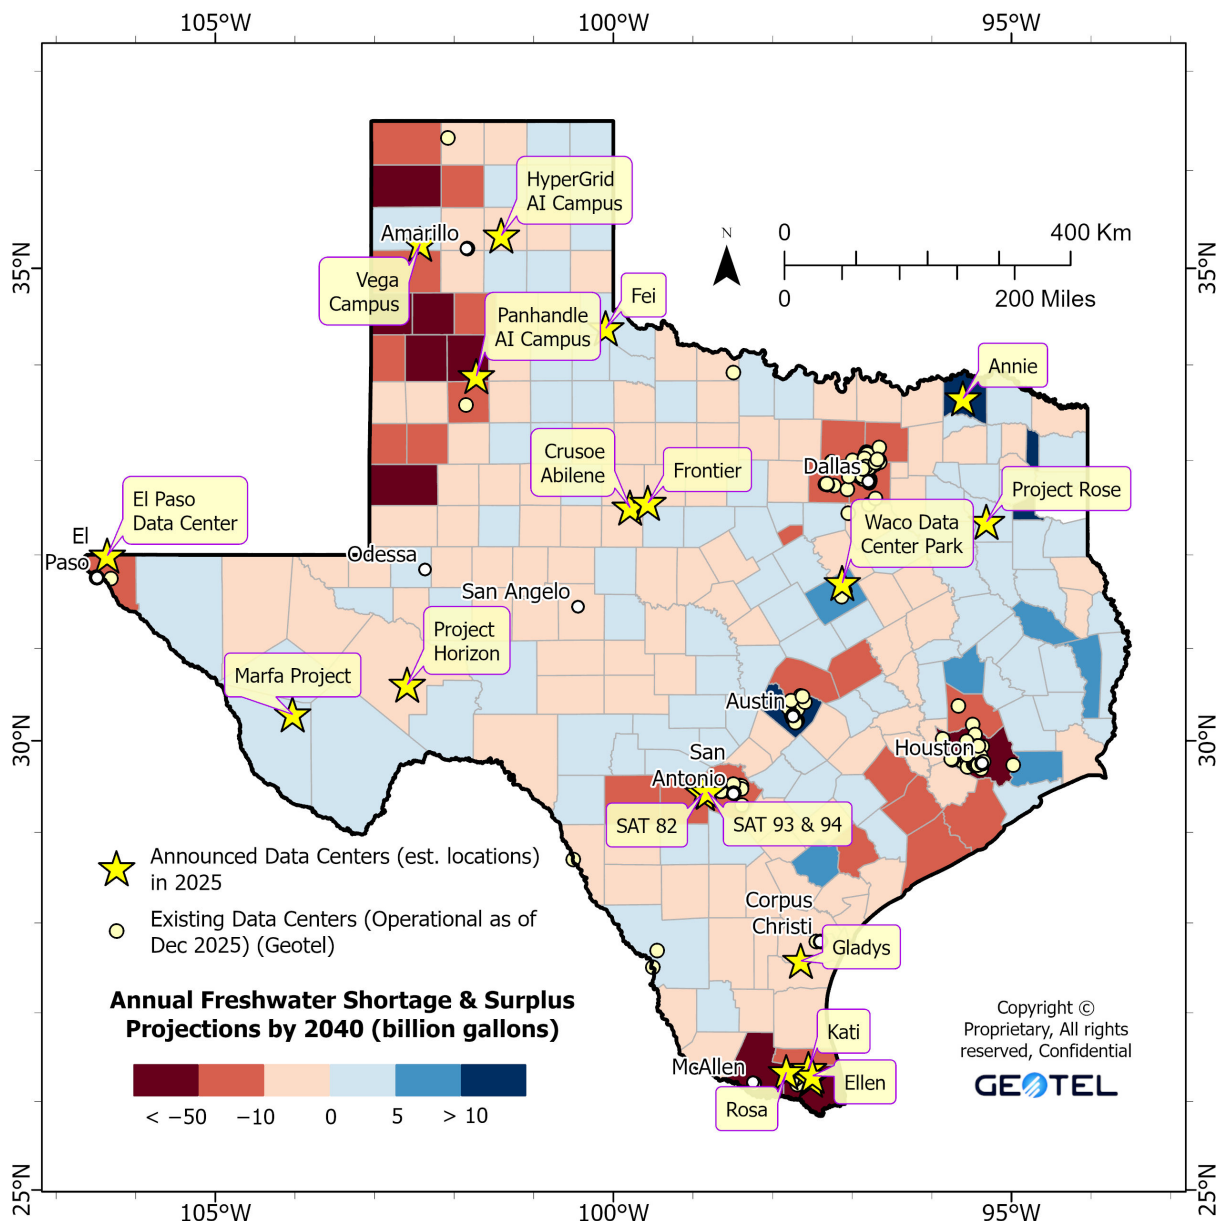 105°W
100°W
95°W
HyperGrid
AI Campus
0
400 Km
N
Amarillo
35°N
35°N
Vega
Campus
Fei
0
200 Miles
Panhandle
AI Campus
Annie
Crusoe
Abilene
Frontier
Dallas
El Paso
Data Center
Project Rose
Waco Data
Center Park
El
Paso
Odessa
San Angelo
Project
Horizon
Marfa Project
Austin
30°N
30°N
Houston
San
Antonio
SAT 82
SAT 93 & 94
Announced Data Centers (est. locations)
in 2025
Existing Data Centers (Operational as of
Dec 2025) (Geotel)
Corpus
Christi
Gladys
Annual Freshwater Shortage & Surplus
Projections by 2040 (billion gallons)
< −50
−10
0
5
> 10
Copyright ©
Proprietary, All rights
reserved, Confidential
GEOTEL
Kati
McAllen
Ellen
Rosa
25°N
25°N
105°W
100°W
95°W